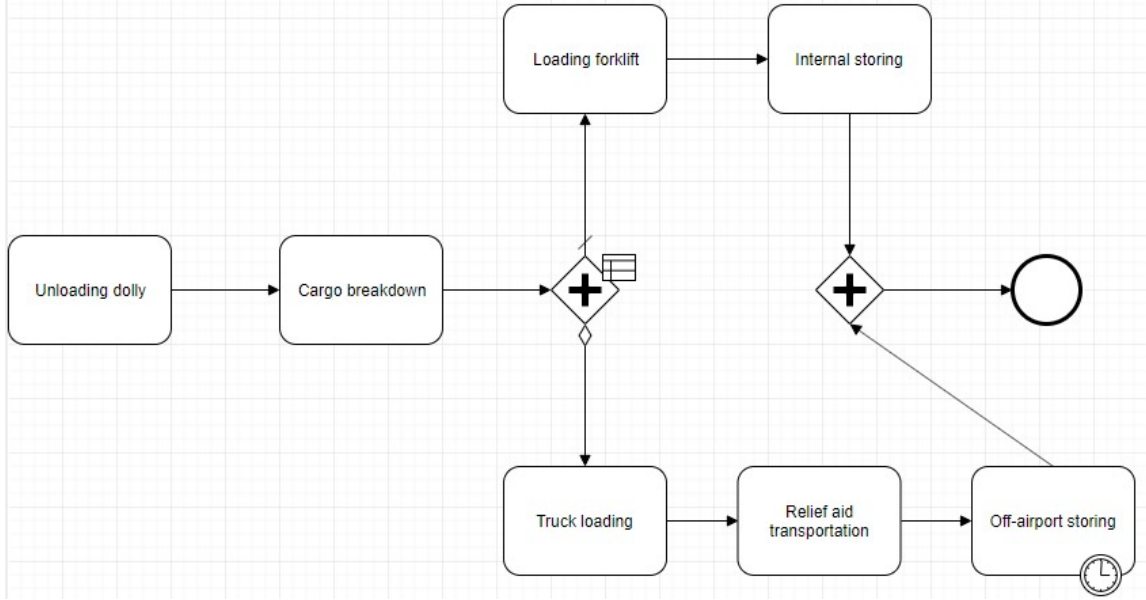 Loading forklift
Internal storing
Unloading dolly
Cargo breakdown
Truck loading
Relief aid
transportation
Off-airport storing